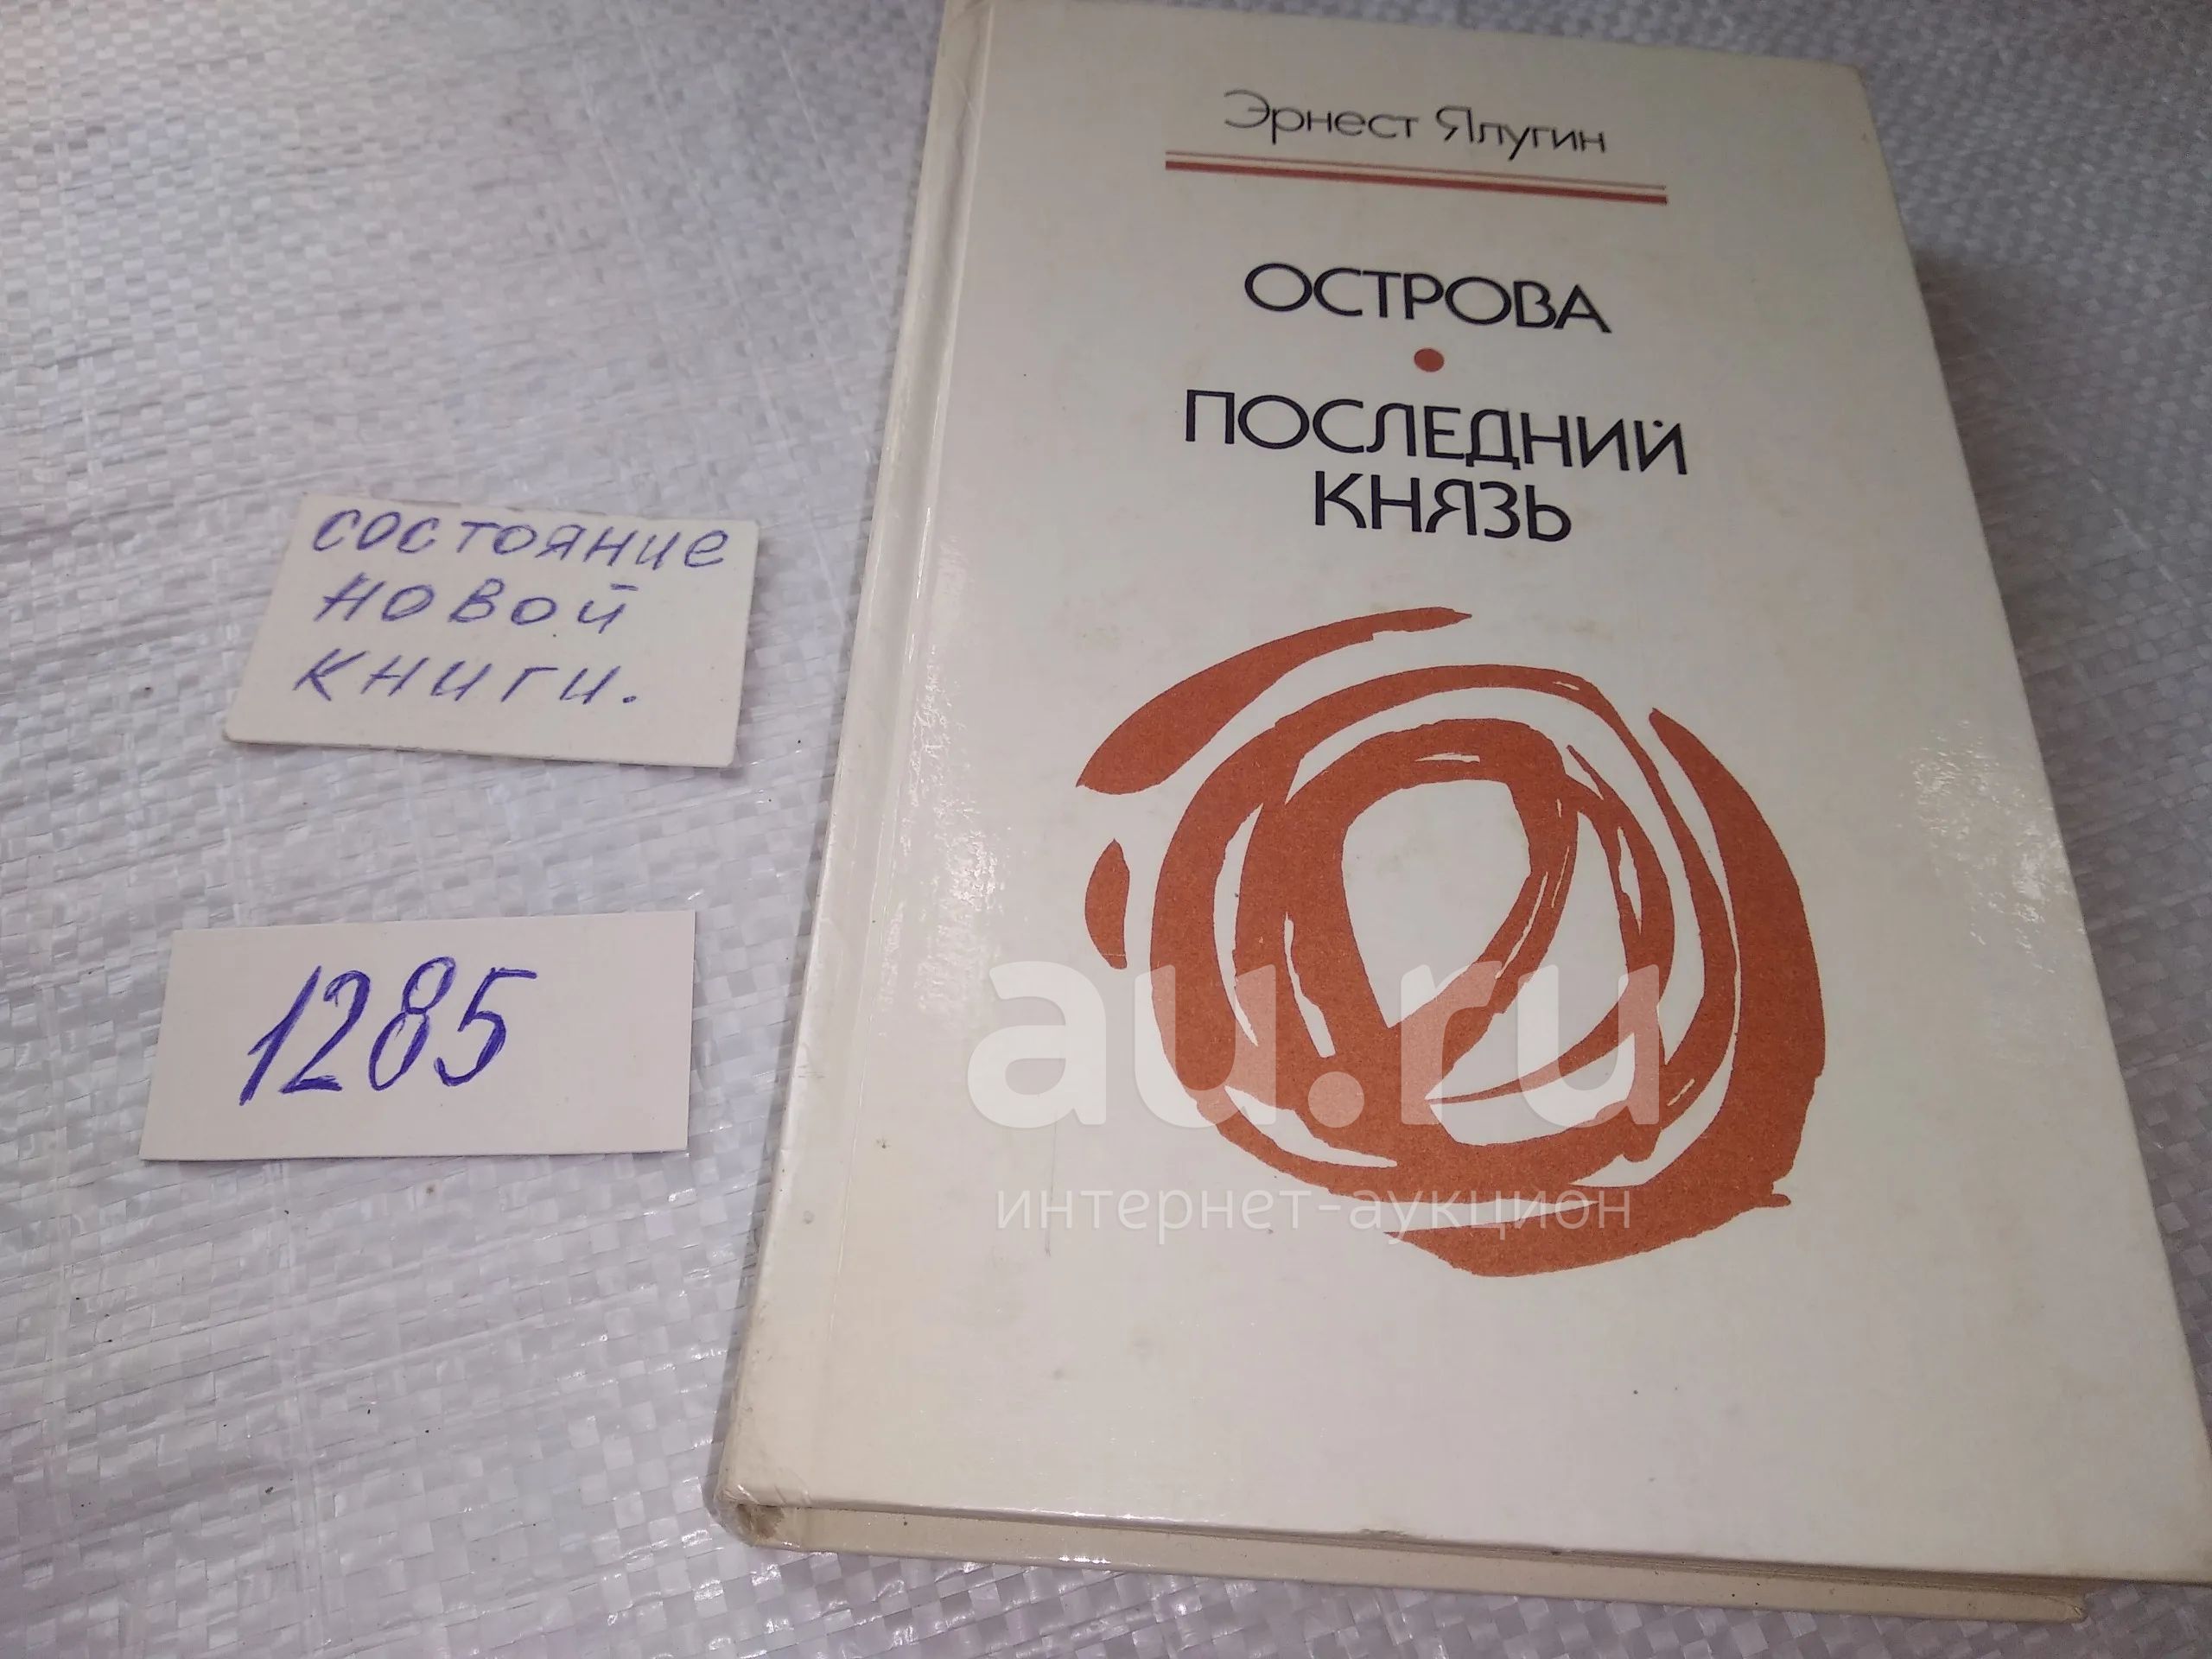 Эрнест Ялугин
ОСТРОВА
ПОСЛЕДНИЙ
КНЯЗЬ
состояние
новой
книги.
1285
au.ru
интернет-аукцион